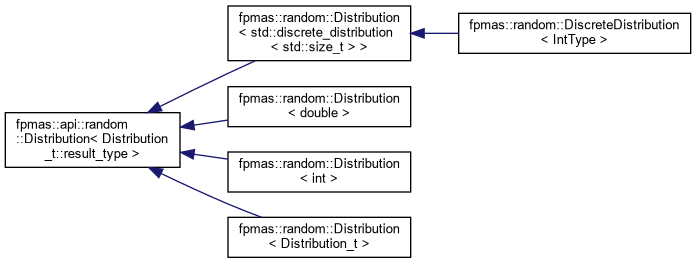 fpmas::random::Distribution
< std::discrete_distribution
< std::size_t > >
fpmas::random::DiscreteDistribution
< IntType >
fpmas::api::random
::Distribution< Distribution
_t::result_type >
fpmas::random::Distribution
< double >
fpmas::random::Distribution
< int >
fpmas::random::Distribution
< Distribution_t >